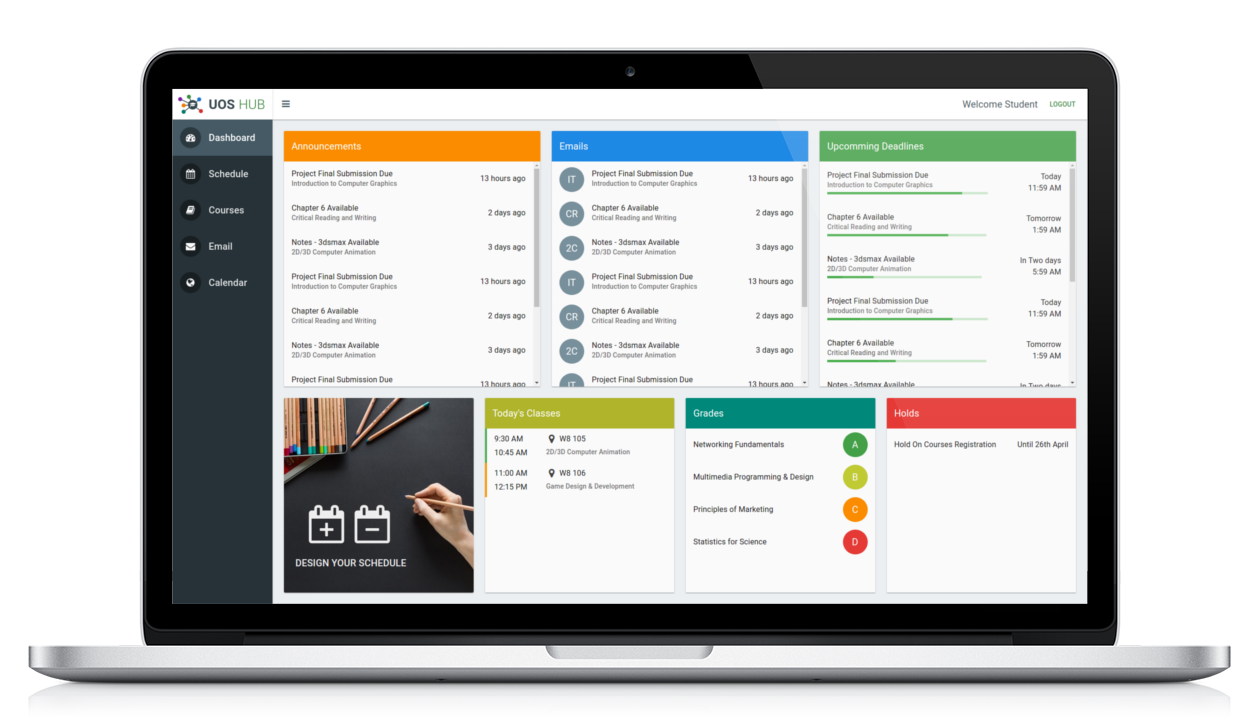 UOS HUB
Welcome Student LOGOUT
Dashboard
Schedule
Courses
Email
Calendar
Announcements
Project Final Submission Due
Introduction to Computer Graphics
13 hours ago
Chapter 6 Available
Critical Reading and Writing
2 days ago
Notes - 3dsmax Available
2D/3D Computer Animation
3 days ago
Project Final Submission Due
Introduction to Computer Graphics
13 hours ago
Chapter 6 Available
Critical Reading and Writing
2 days ago
Notes - 3dsmax Available
2D/3D Computer Animation
3 days ago
Project Final Submission Due
13 hours ago
Emails
IT
Project Final Submission Due
Introduction to Computer Graphics
13 hours ago
CR
Chapter 6 Available
Critical Reading and Writing
2 days ago
2C
Notes - 3dsmax Available
2D/3D Computer Animation
3 days ago
IT
Project Final Submission Due
Introduction to Computer Graphics
13 hours ago
CR
Chapter 6 Available
Critical Reading and Writing
2 days ago
2C
Notes - 3dsmax Available
2D/3D Computer Animation
3 days ago
IT
Project Final Submission Due
13 hours ago
Upcomming Deadlines
Project Final Submission Due
Introduction to Computer Graphics
Today
11:59 AM
Chapter 6 Available
Critical Reading and Writing
Tomorrow
1:59 AM
Notes - 3dsmax Available
2D/3D Computer Animation
In Two days
5:59 AM
Project Final Submission Due
Introduction to Computer Graphics
Today
11:59 AM
Chapter 6 Available
Critical Reading and Writing
Tomorrow
1:59 AM
Notes - 3dsmax Available
In Two days
DESIGN YOUR SCHEDULE
Today's Classes
9:30 AM W8 105
10:45 AM 2D/3D Computer Animation
11:00 AM W8 106
12:15 PM Game Design & Development
Grades
Networking Fundamentals A
Multimedia Programming & Design B
Principles of Marketing C
Statistics for Science D
Holds
Hold On Courses Registration Until 26th April